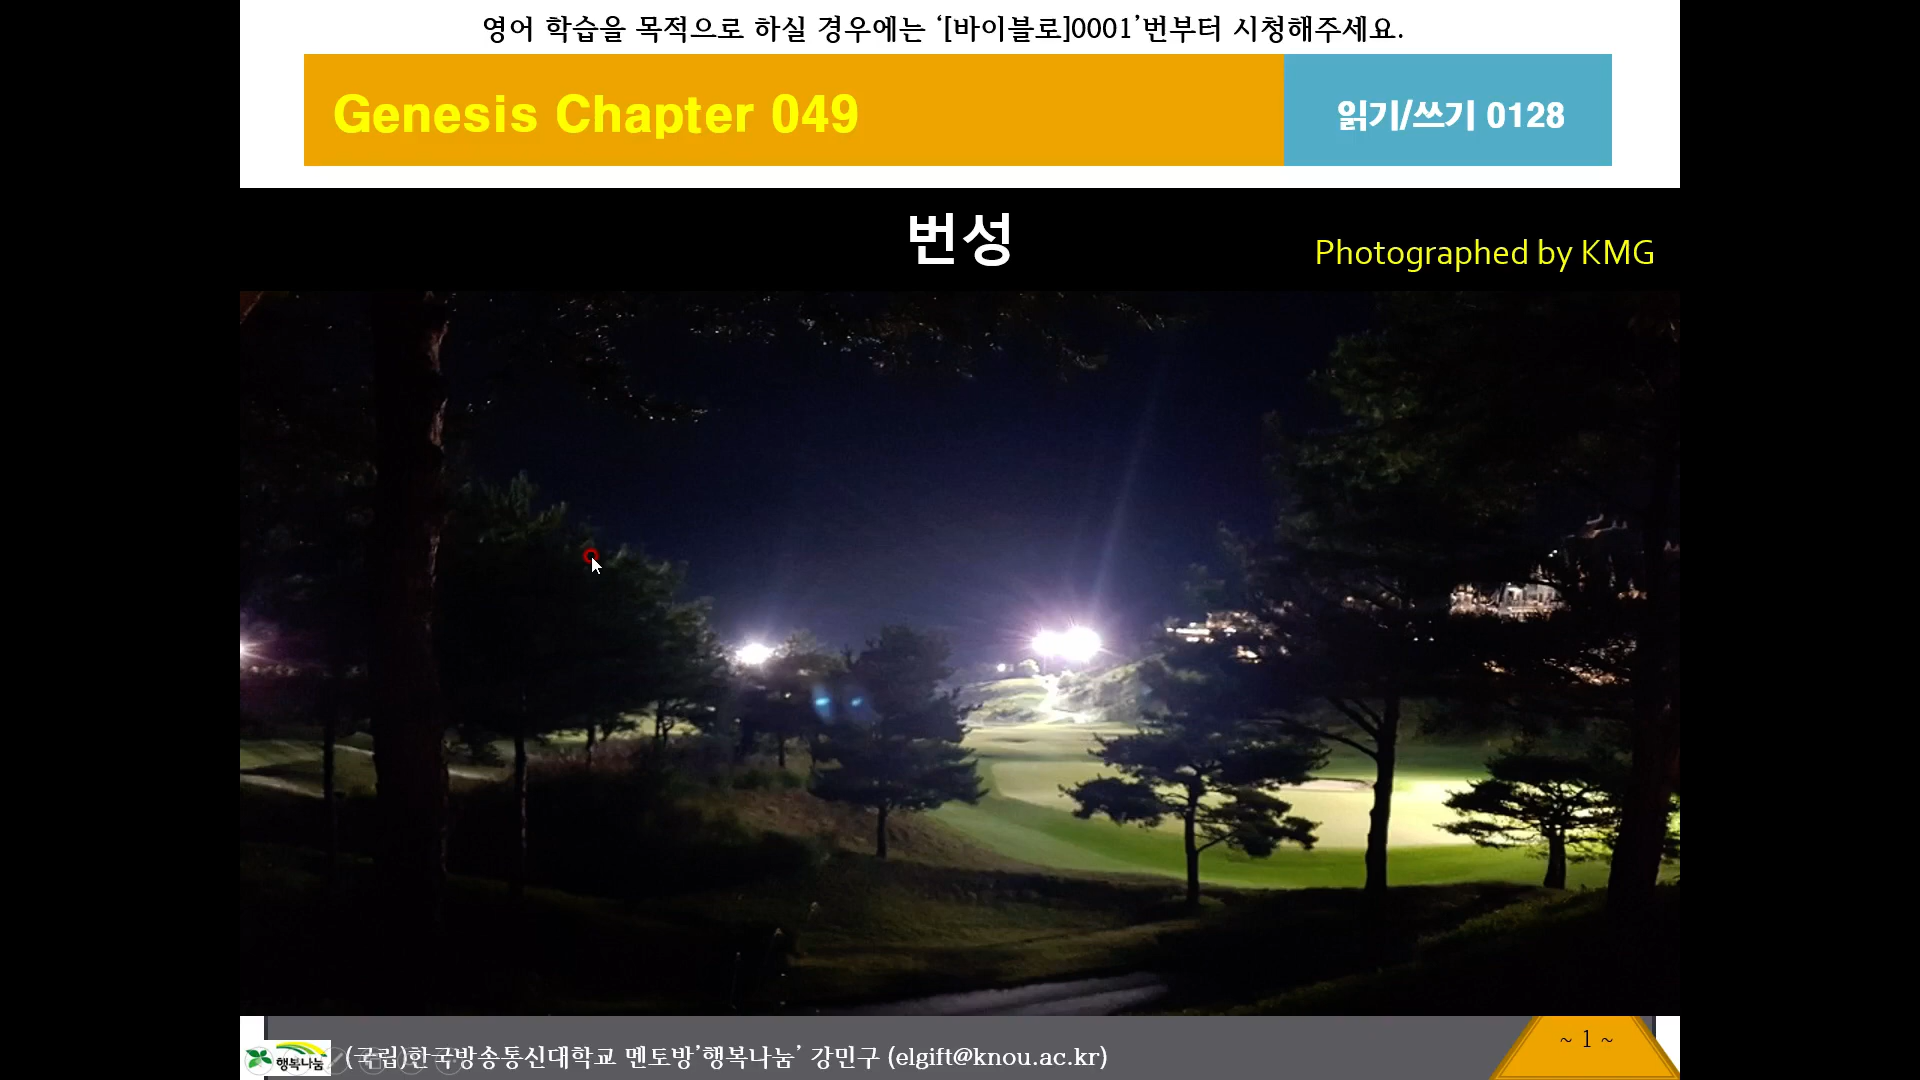 영어 학습을 목적으로 하실 경우에는 ‘[바이블로]0001’번부터 시청해주세요.
Genesis Chapter 049
읽기/쓰기 0128
번성
Photographed by KMG
행복나눔
(국립)한국방송통신대학교 멘토방’행복나눔’ 강민구 (elgift@knou.ac.kr)
~ 1 ~